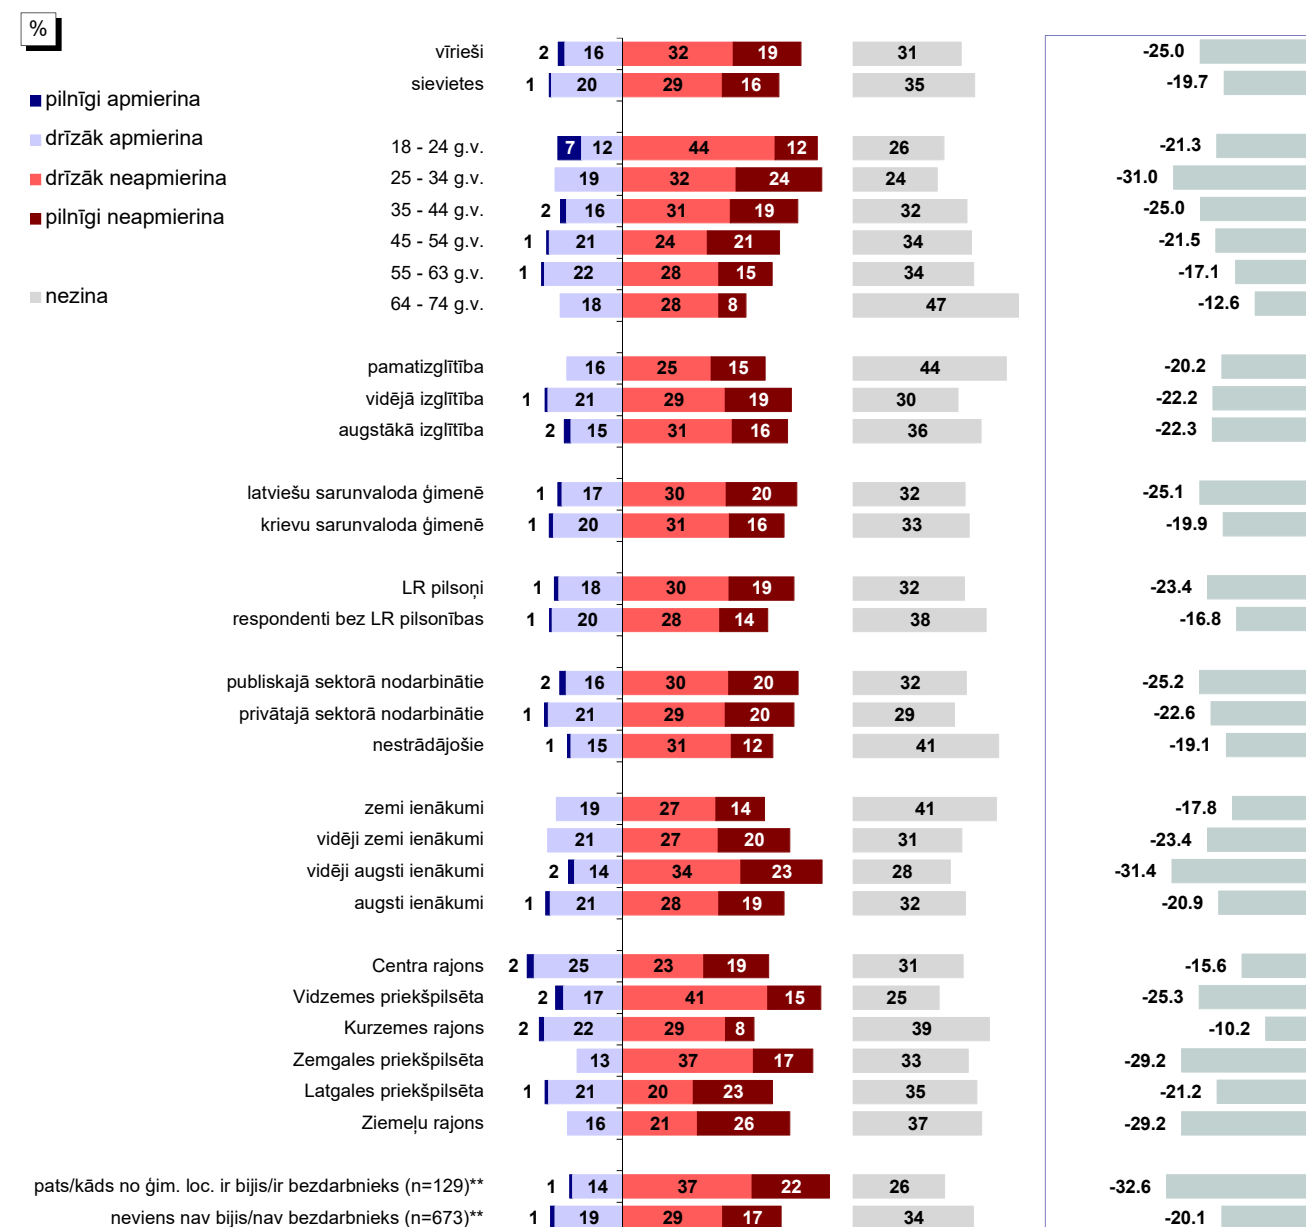 %
pilnīgi apmierina
drīzāk apmierina
drīzāk neapmierina
pilnīgi neapmierina
nezina
vīrieši 2 16 32 19 31 -25.0
sievietes 1 20 29 16 35 -19.7
18 - 24 g.v. 7 12 44 12 26 -21.3
25 - 34 g.v. 19 32 24 24 -31.0
35 - 44 g.v. 2 16 31 19 32 -25.0
45 - 54 g.v. 1 21 24 21 34 -21.5
55 - 63 g.v. 1 22 28 15 34 -17.1
64 - 74 g.v. 18 28 8 47 -12.6
pamatizglītība 16 25 15 44 -20.2
vidējā izglītība 1 21 29 19 30 -22.2
augstākā izglītība 2 15 31 16 36 -22.3
latviešu sarunvaloda ģimenē 1 17 30 20 32 -25.1
krievu sarunvaloda ģimenē 1 20 31 16 33 -19.9
LR pilsoņi 1 18 30 19 32 -23.4
respondenti bez LR pilsonības 1 20 28 14 38 -16.8
publiskajā sektorā nodarbinātie 2 16 30 20 32 -25.2
privātajā sektorā nodarbinātie 1 21 29 20 29 -22.6
nestrādājošie 1 15 31 12 41 -19.1
zemi ienākumi 19 27 14 41 -17.8
vidēji zemi ienākumi 21 27 20 31 -23.4
vidēji augsti ienākumi 2 14 34 23 28 -31.4
augsti ienākumi 1 21 28 19 32 -20.9
Centra rajons 2 25 23 19 31 -15.6
Vidzemes priekšpilsēta 2 17 41 15 25 -25.3
Kurzemes rajons 2 22 29 8 39 -10.2
Zemgales priekšpilsēta 13 37 17 33 -29.2
Latgales priekšpilsēta 1 21 20 23 35 -21.2
Ziemeļu rajons 16 21 26 37 -29.2
pats/kāds no ģim. loc. ir bijis/ir bezdarbnieks (n=129)** 1 14 37 22 26 -32.6
neviens nav bijis/nav bezdarbnieks (n=673)** 1 19 29 17 34 -20.1